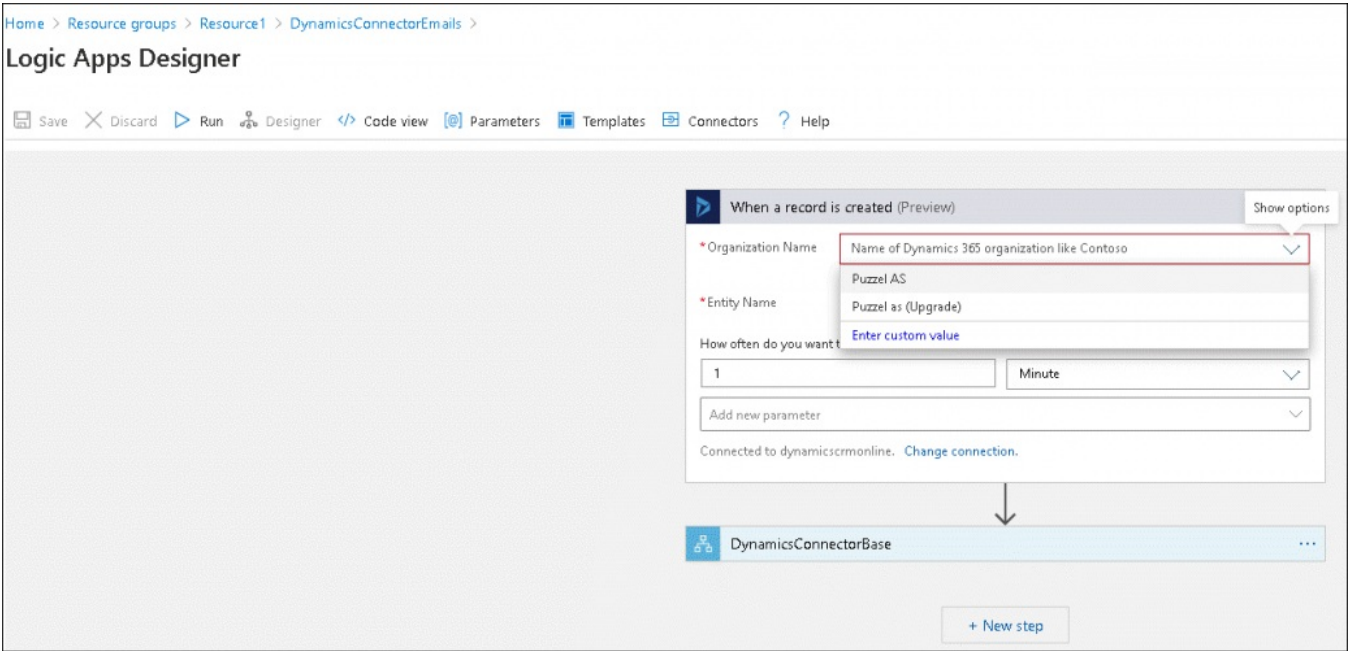 Home > Resource groups > Resource1 > DynamicsConnectorEmails >
Logic Apps Designer
Save Discard Run Designer </> Code view [@] Parameters Templates Connectors ? Help
When a record is created (Preview)
Show options
*Organization Name Name of Dynamics 365 organization like Contoso
Puzzel AS
*Entity Name Puzzel as (Upgrade)
Enter custom value
How often do you want t
1 Minute
Add new parameter
Connected to dynamicscrmonline. Change connection.
DynamicsConnectorBase ...
+ New step